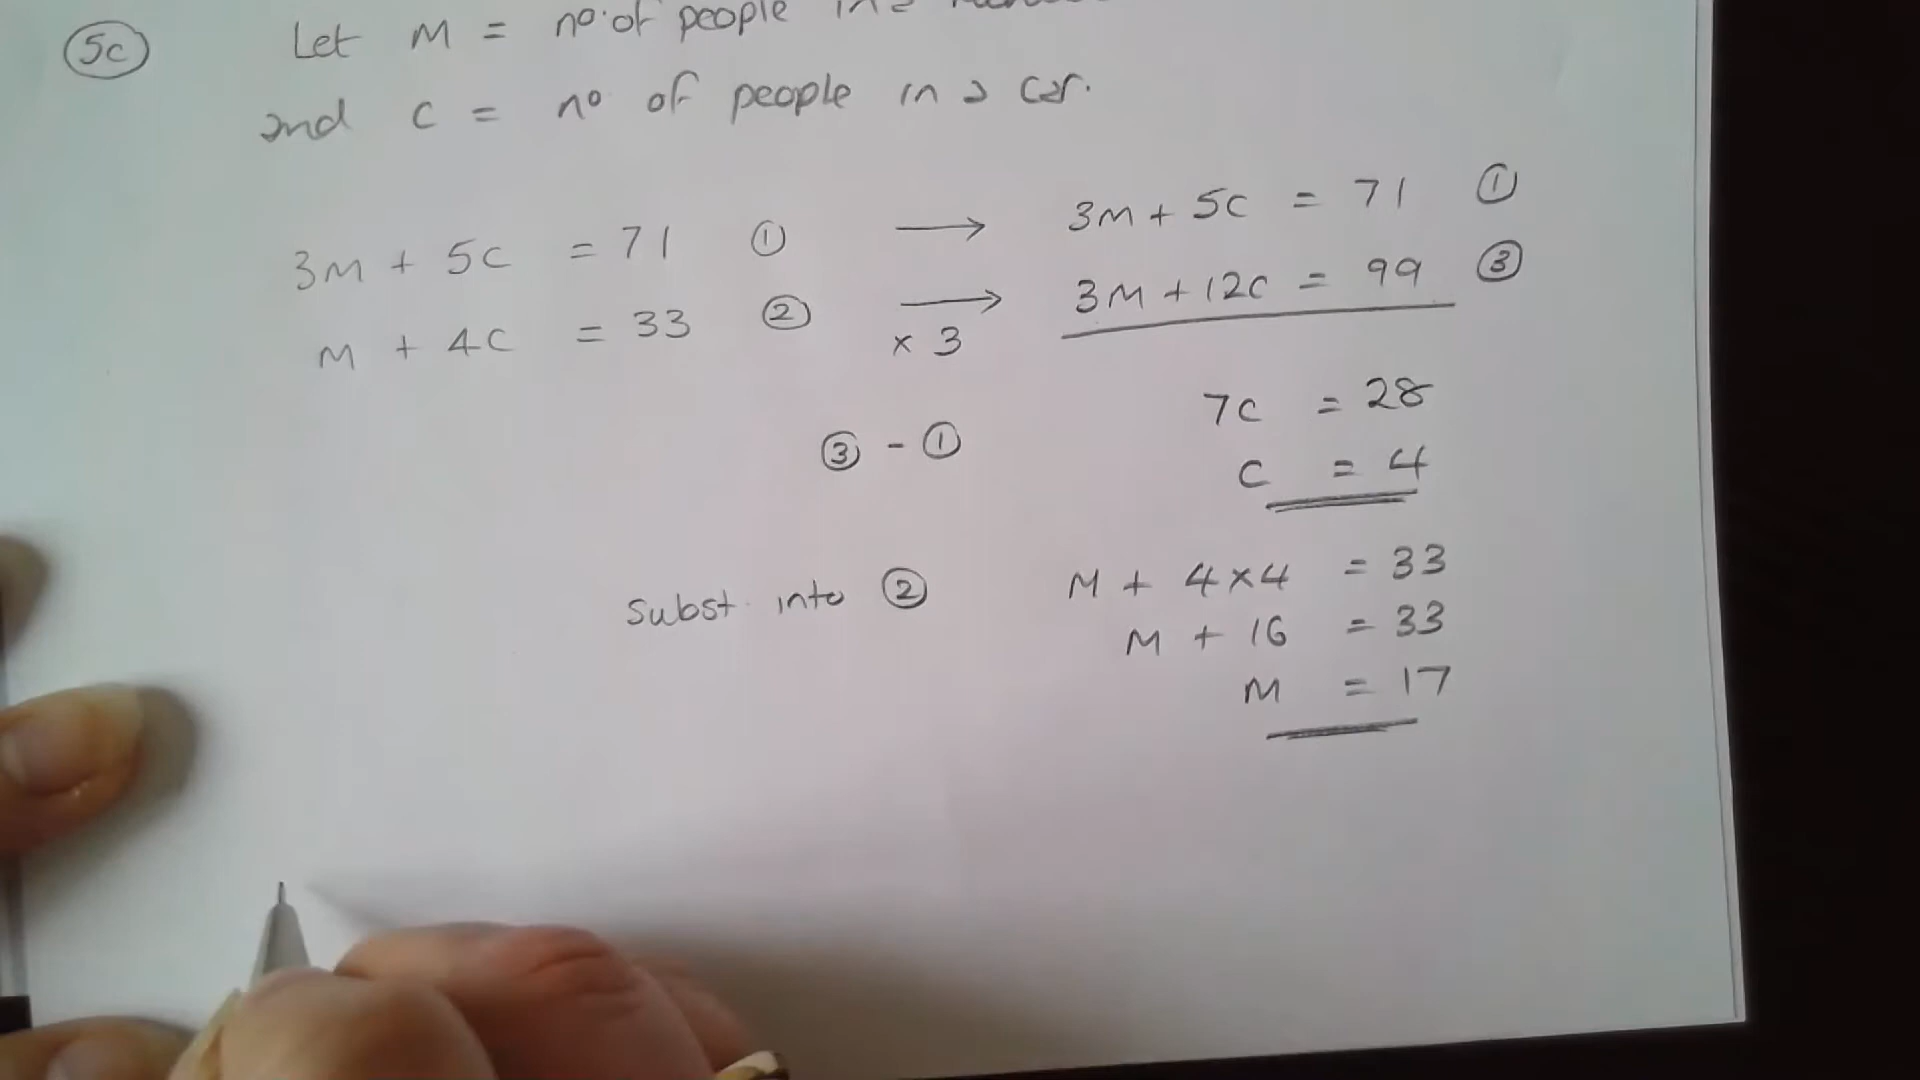 5c Let M = no. of people in a
and C = no of people in a car.
3M + 5C = 71 ① → 3M + 5C = 71 ①
M + 4C = 33 ② × 3 → 3M + 12C = 99 ③
③ - ① 7C = 28
C = 4
Subst. into ② M + 4×4 = 33
M + 16 = 33
M = 17